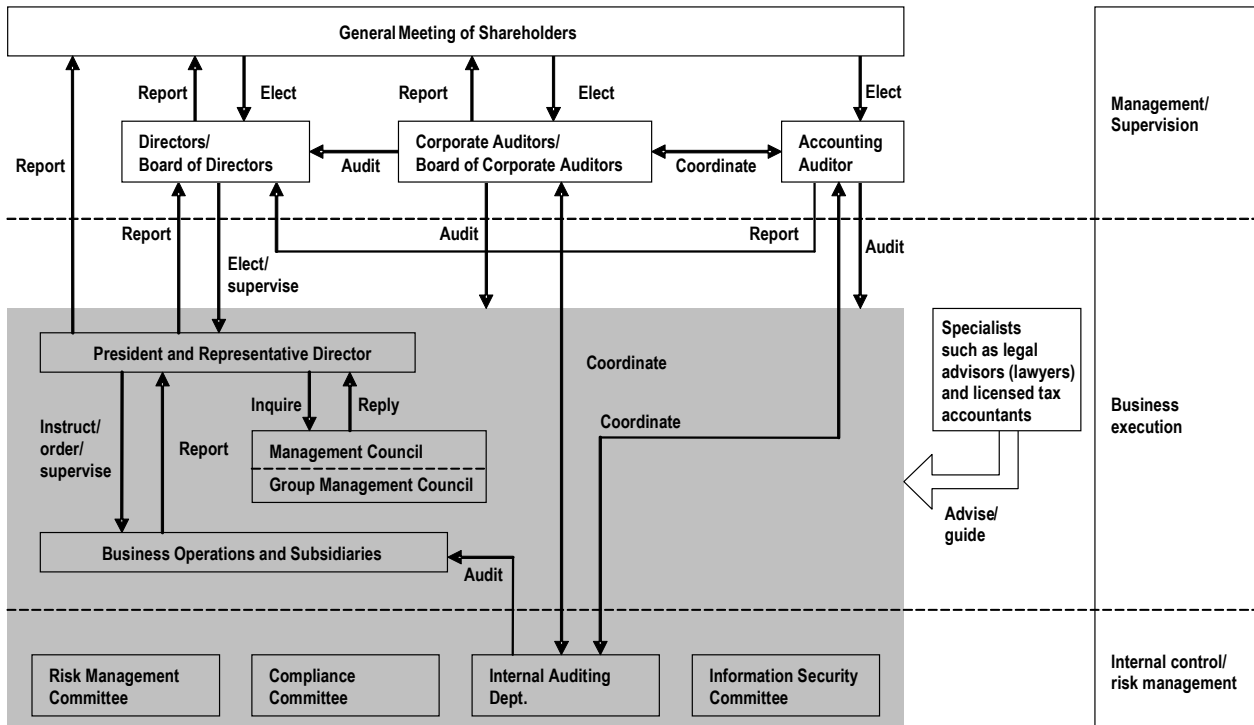 General Meeting of Shareholders
Report
Elect
Report
Elect
Elect
Management/
Supervision
Directors/
Board of Directors
Corporate Auditors/
Board of Corporate Auditors
Accounting
Auditor
Report
Audit
Coordinate
Report
Audit
Report
Audit
Elect/
supervise
Specialists
such as legal
advisors (lawyers)
and licensed tax
accountants
President and Representative Director
Coordinate
Inquire
Reply
Coordinate
Business
execution
Instruct/
order/
supervise
Report
Management Council
Group Management Council
Advise/
guide
Business Operations and Subsidiaries
Audit
Risk Management
Committee
Compliance
Committee
Internal Auditing
Dept.
Information Security
Committee
Internal control/
risk management